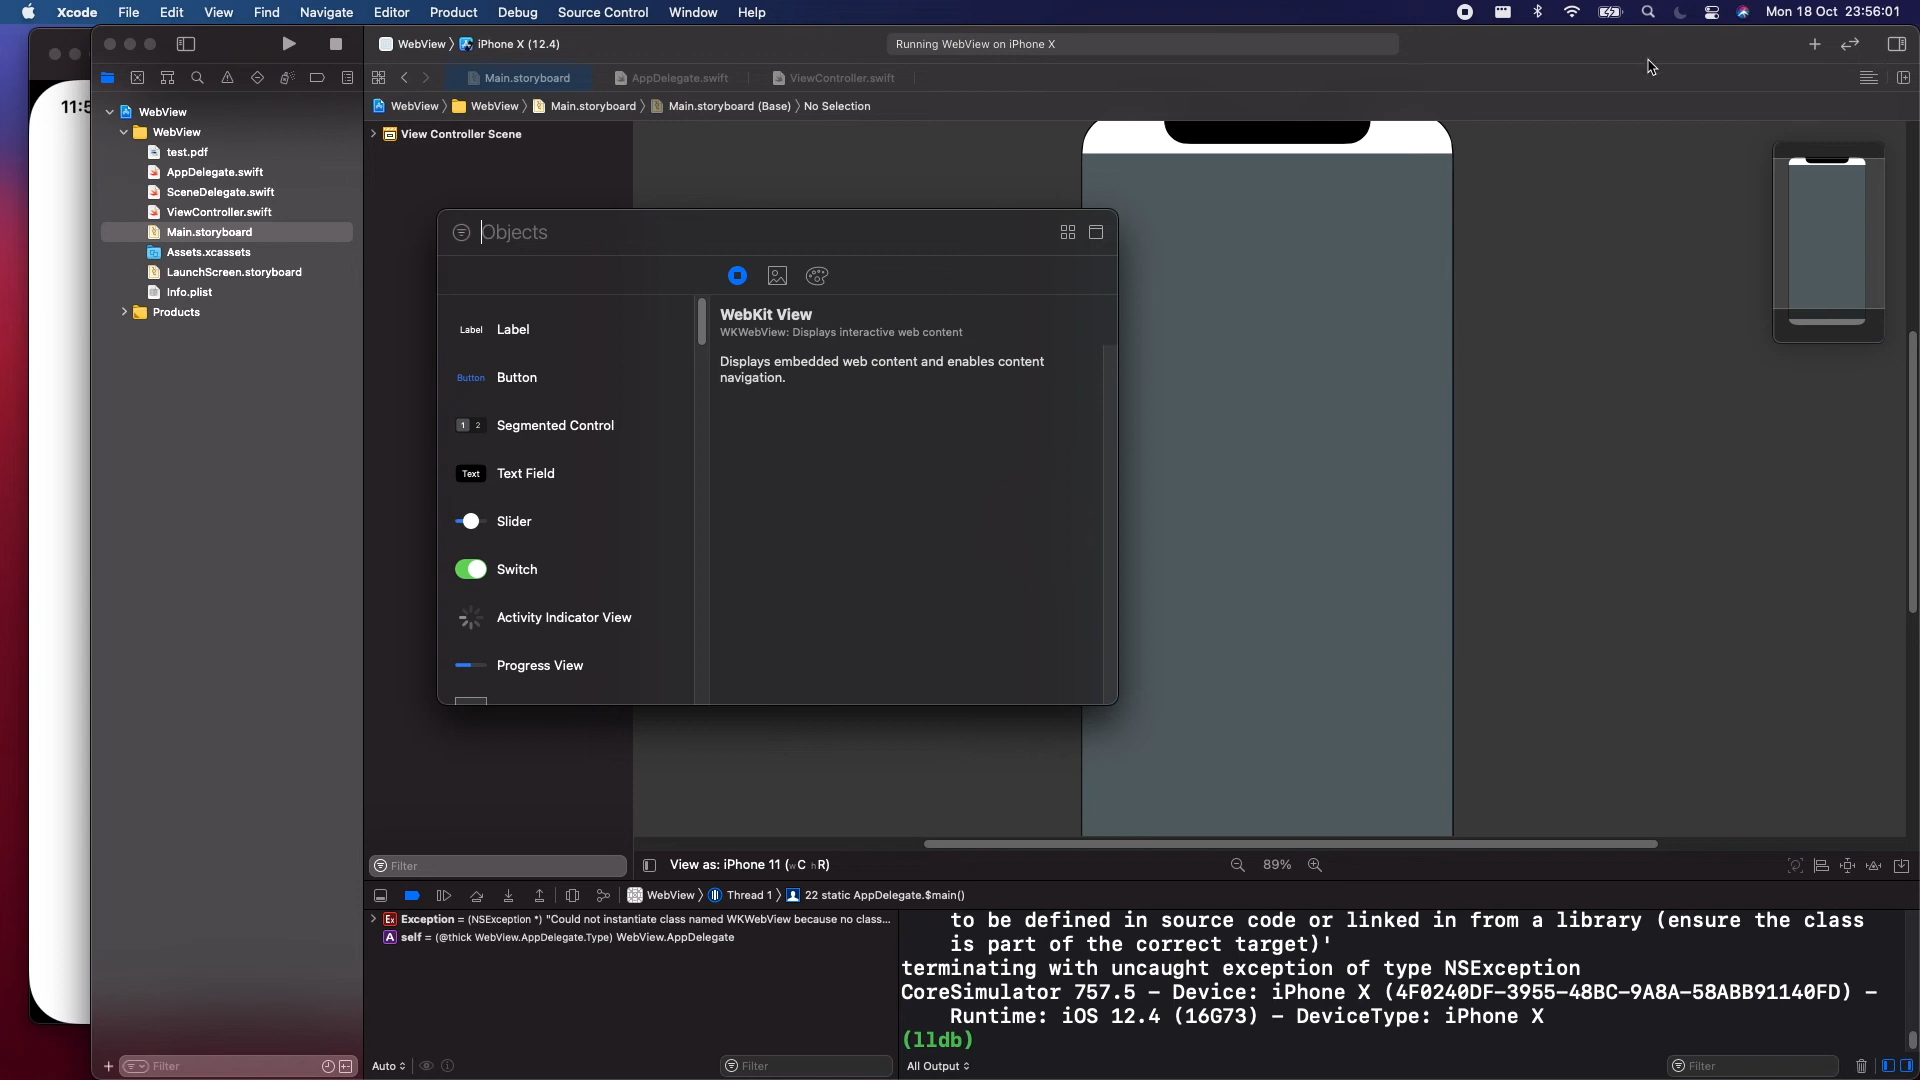 Xcode File Edit View Find Navigate Editor Product Debug Source Control Window Help
Mon 18 Oct 23:56:01
WebView iPhone X (12.4)
Running WebView on iPhone X
Main.storyboard AppDelegate.swift ViewController.swift
WebView WebView Main.storyboard Main.storyboard (Base) No Selection
11:5
WebView
WebView
test.pdf
AppDelegate.swift
SceneDelegate.swift
ViewController.swift
Main.storyboard
Assets.xcassets
LaunchScreen.storyboard
Info.plist
Products
View Controller Scene
Objects
Label Label
Button Button
1 2 Segmented Control
Text Text Field
Slider
Switch
Activity Indicator View
Progress View
WebKit View
WKWebView: Displays interactive web content
Displays embedded web content and enables content
navigation.
Filter
View as: iPhone 11 (wC hR)
89%
WebView Thread 1 22 static AppDelegate.$main()
Ex Exception = (NSException *) "Could not instantiate class named WKWebView because no class...
A self = (@thick WebView.AppDelegate.Type) WebView.AppDelegate
to be defined in source code or linked in from a library (ensure the class
is part of the correct target)'
terminating with uncaught exception of type NSException
CoreSimulator 757.5 - Device: iPhone X (4F0240DF-3955-48BC-9A8A-58ABB91140FD) -
Runtime: iOS 12.4 (16G73) - DeviceType: iPhone X
(lldb)
Filter
Auto
Filter
All Output
Filter